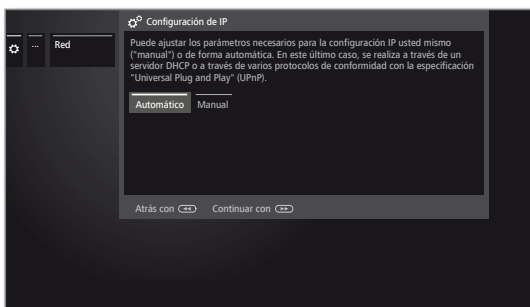 Configuración de IP
... Red
Puede ajustar los parámetros necesarios para la configuración IP usted mismo
("manual") o de forma automática. En este último caso, se realiza a través de un
servidor DHCP o a través de varios protocolos de conformidad con la especificación
"Universal Plug and Play" (UPnP).
Automático Manual
Atrás con Continuar con